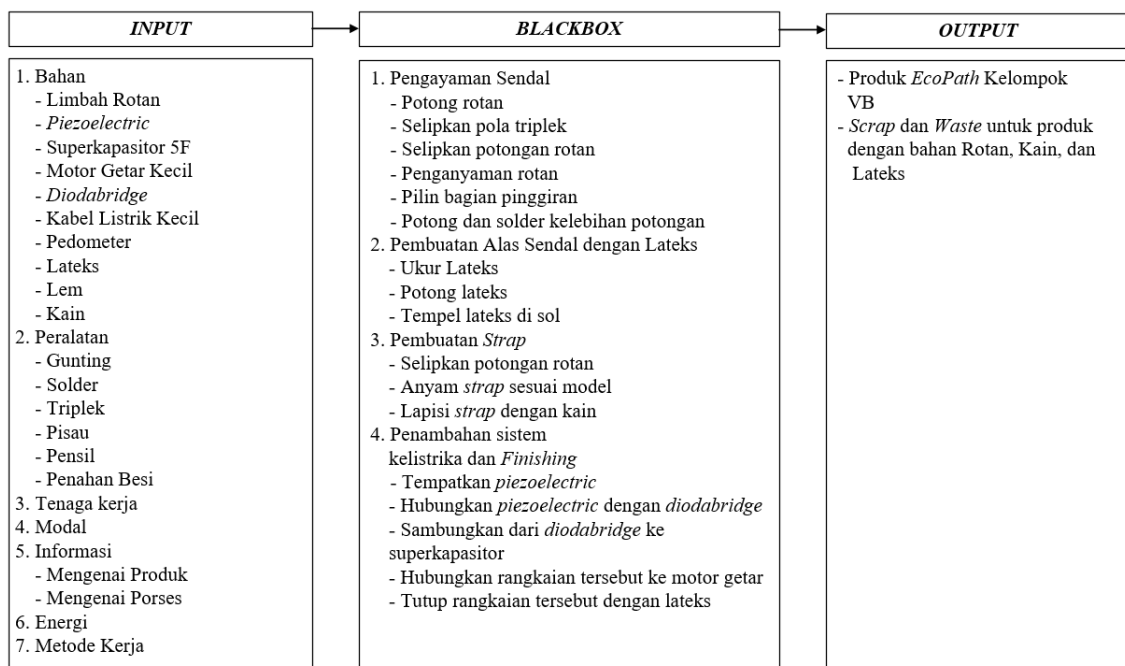 INPUT
BLACKBOX
OUTPUT
1. Bahan
- Limbah Rotan
- Piezoelectric
- Superkapasitor 5F
- Motor Getar Kecil
- Diodabridge
- Kabel Listrik Kecil
- Pedometer
- Lateks
- Lem
- Kain
2. Peralatan
- Gunting
- Solder
- Triplek
- Pisau
- Pensil
- Penahan Besi
3. Tenaga kerja
4. Modal
5. Informasi
- Mengenai Produk
- Mengenai Porses
6. Energi
7. Metode Kerja
1. Pengayaman Sendal
- Potong rotan
- Selipkan pola triplek
- Selipkan potongan rotan
- Penganyaman rotan
- Pilin bagian pinggiran
- Potong dan solder kelebihan potongan
2. Pembuatan Alas Sendal dengan Lateks
- Ukur Lateks
- Potong lateks
- Tempel lateks di sol
3. Pembuatan Strap
- Selipkan potongan rotan
- Anyam strap sesuai model
- Lapisi strap dengan kain
4. Penambahan sistem
kelistrika dan Finishing
- Tempatkan piezoelectric
- Hubungkan piezoelectric dengan diodabridge
- Sambungkan dari diodabridge ke
superkapasitor
- Hubungkan rangkaian tersebut ke motor getar
- Tutup rangkaian tersebut dengan lateks
- Produk EcoPath Kelompok
VB
- Scrap dan Waste untuk produk
dengan bahan Rotan, Kain, dan
Lateks